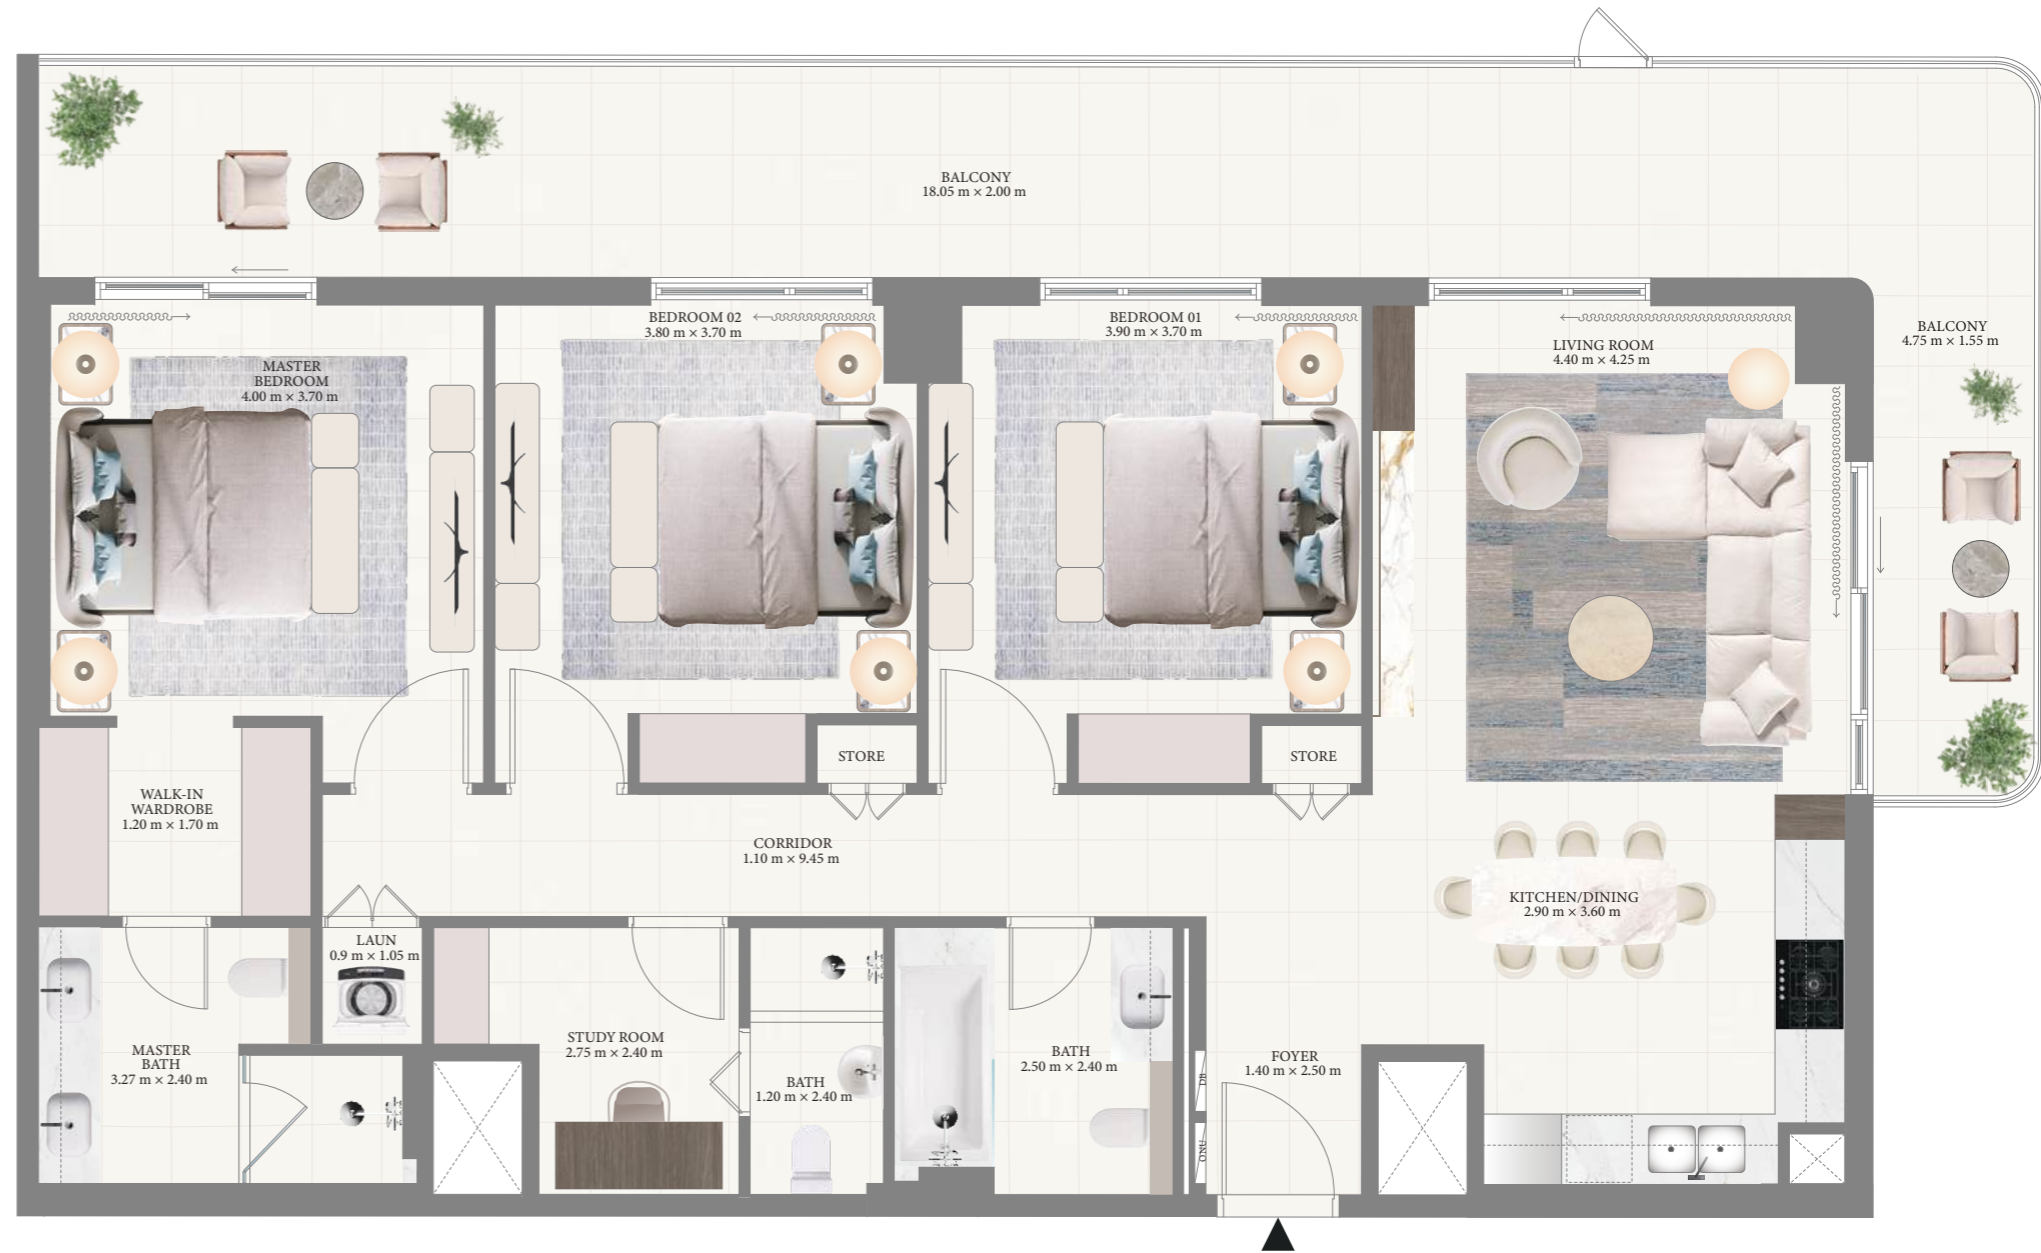 BALCONY
18.05 m × 2.00 m
BEDROOM 02
3.80 m × 3.70 m
BEDROOM 01
3.90 m × 3.70 m
LIVING ROOM
4.40 m × 4.25 m
BALCONY
4.75 m × 1.55 m
MASTER
BEDROOM
4.00 m × 3.70 m
STORE
STORE
WALK-IN
WARDROBE
1.20 m × 1.70 m
CORRIDOR
1.10 m × 9.45 m
KITCHEN/DINING
2.90 m × 3.60 m
LAUN
0.9 m × 1.05 m
MASTER
BATH
3.27 m × 2.40 m
STUDY ROOM
2.75 m × 2.40 m
BATH
1.20 m × 2.40 m
BATH
2.50 m × 2.40 m
FOYER
1.40 m × 2.50 m
DB
ONU